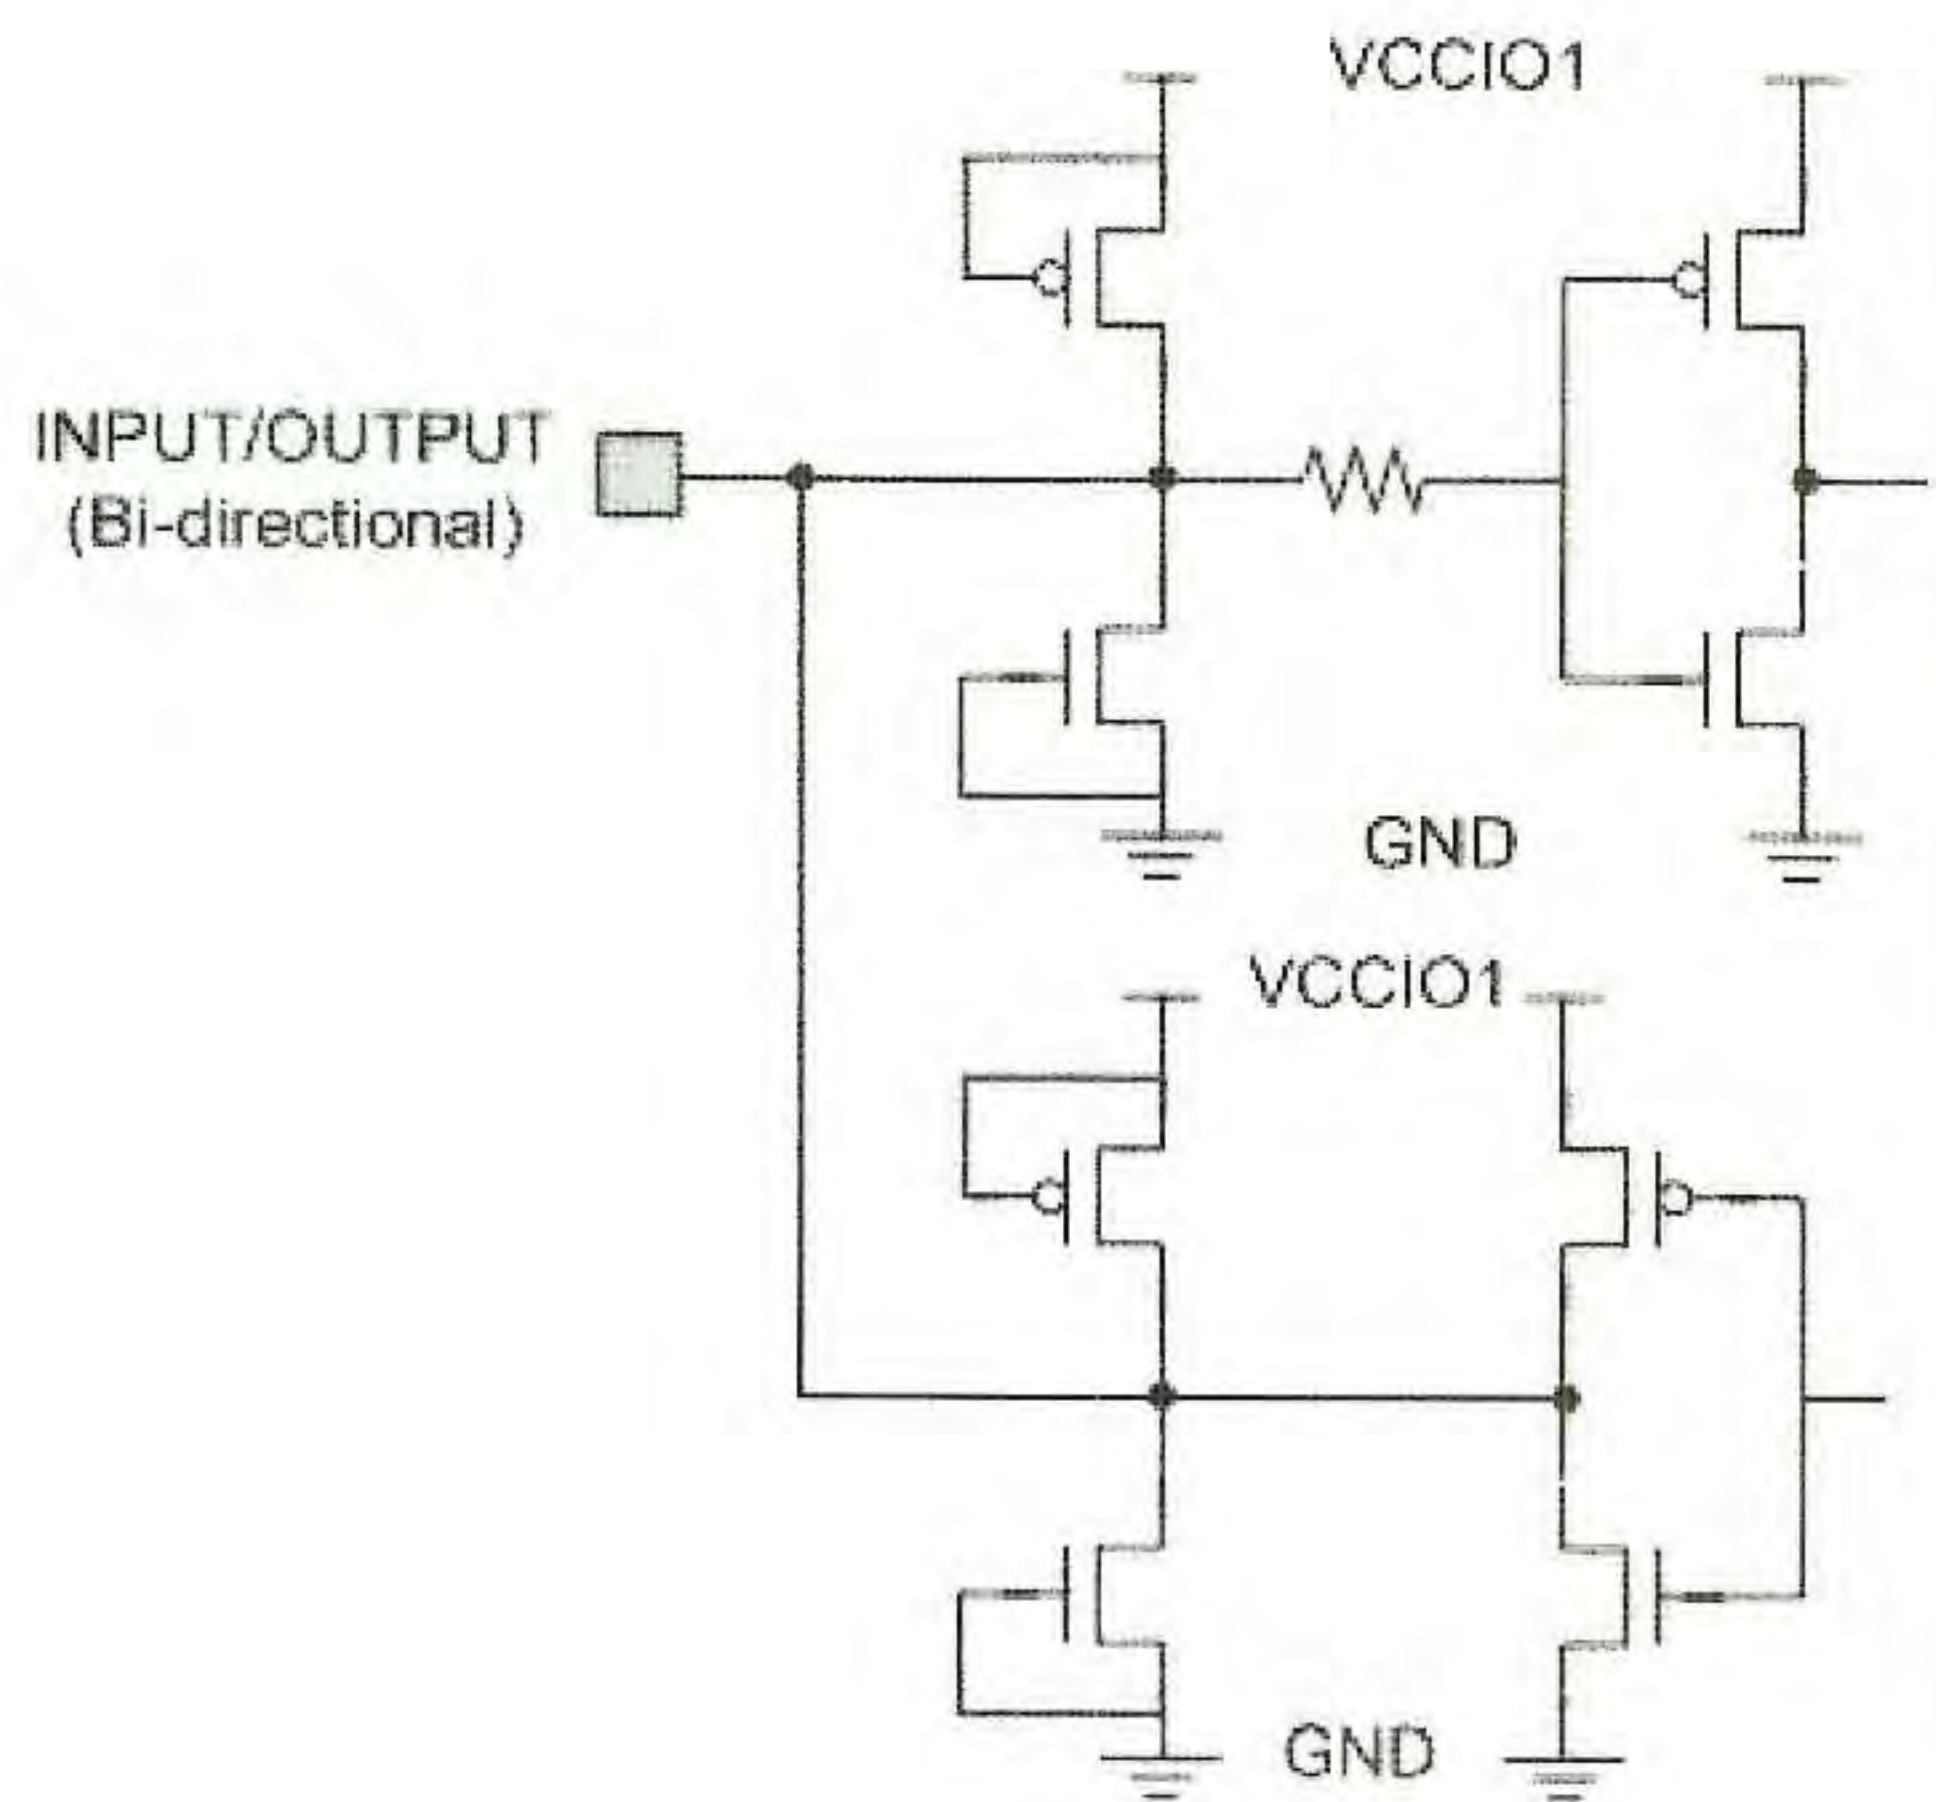 VCCIO1
INPUT/OUTPUT
(Bi-directional)
GND
VCCIO1
GND